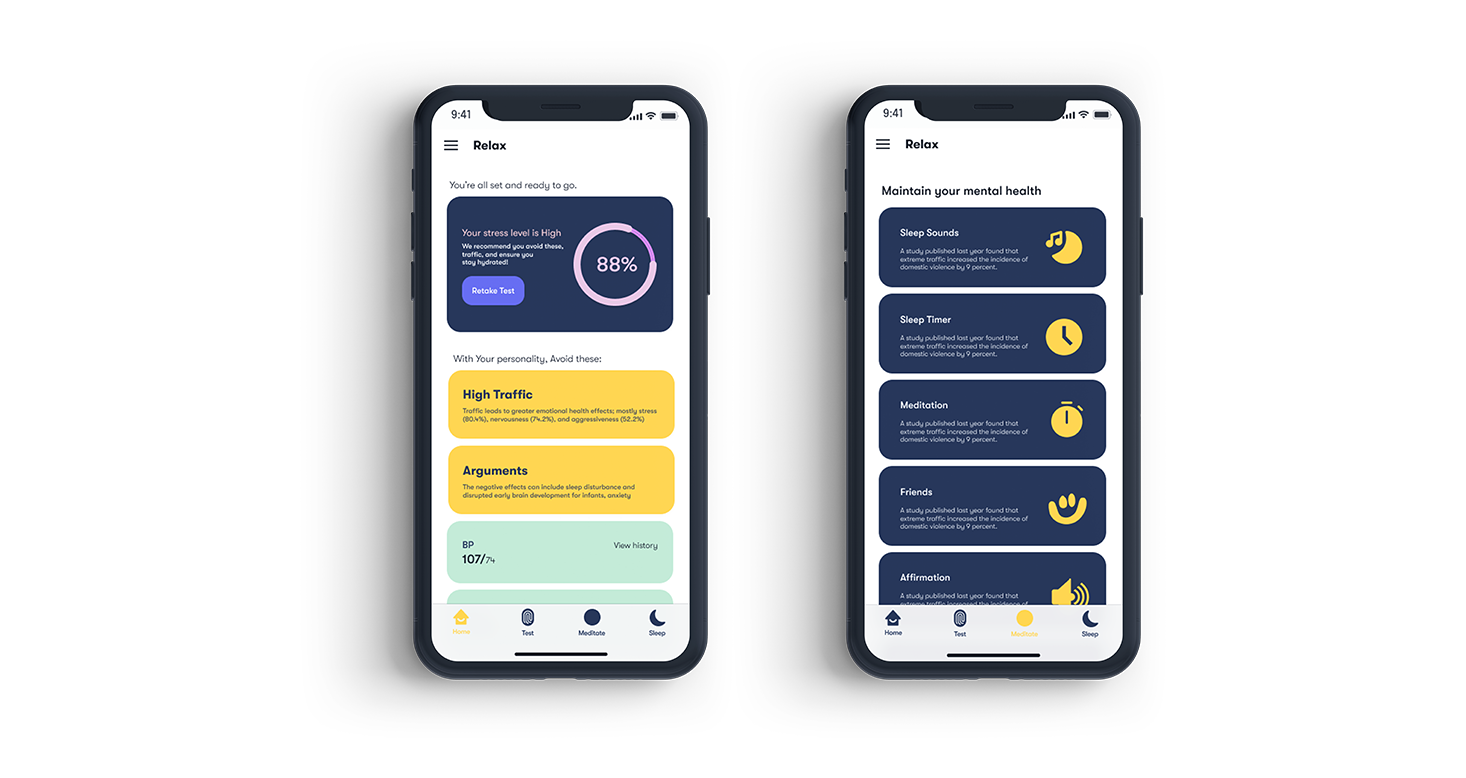 9:41
Relax
You're all set and ready to go.
Your stress level is High
We recommend you avoid these,
traffic, and ensure you
stay hydrated!
88%
Retake Test
With Your personality, Avoid these:
High Traffic
Traffic leads to greater emotional health effects; mostly stress
(80.4%), nervousness (74.2%), and aggressiveness (52.2%)
Arguments
The negative effects can include sleep disturbance and
disrupted early brain development for infants, anxiety
BP
View history
107/74
Home
Test
Meditate
Sleep
9:41
Relax
Maintain your mental health
Sleep Sounds
A study published last year found that
extreme traffic increased the incidence of
domestic violence by 9 percent.
Sleep Timer
A study published last year found that
extreme traffic increased the incidence of
domestic violence by 9 percent.
Meditation
A study published last year found that
extreme traffic increased the incidence of
domestic violence by 9 percent.
Friends
A study published last year found that
extreme traffic increased the incidence of
domestic violence by 9 percent.
Affirmation
A study published last year found that
extreme traffic increased the incidence of
Home
Test
Meditate
Sleep